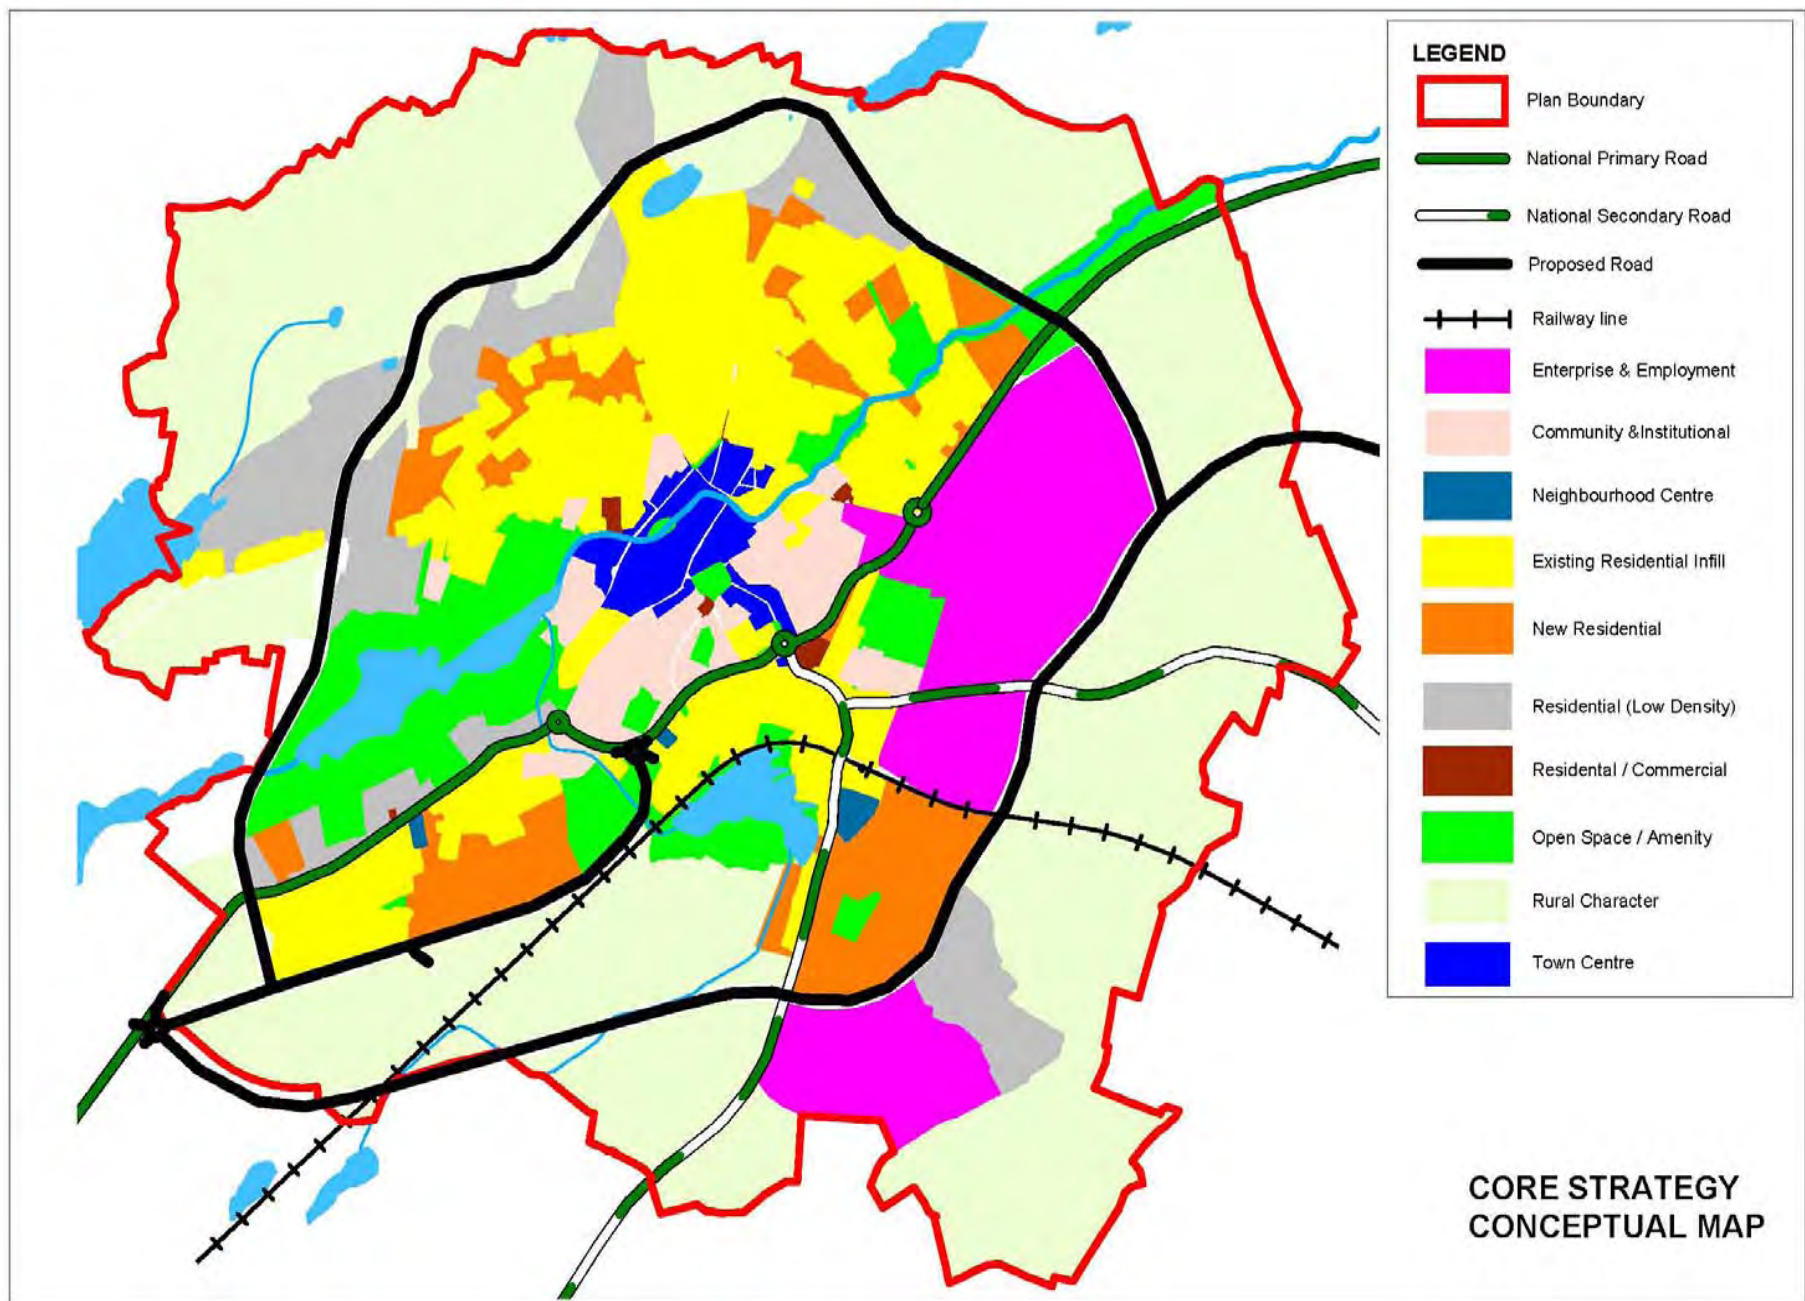 LEGEND
Plan Boundary
National Primary Road
National Secondary Road
Proposed Road
Railway line
Enterprise & Employment
Community &Institutional
Neighbourhood Centre
Existing Residential Infill
New Residential
Residential (Low Density)
Residental / Commercial
Open Space / Amenity
Rural Character
Town Centre
CORE STRATEGY
CONCEPTUAL MAP